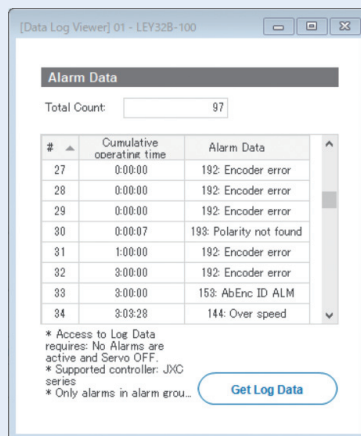 [Data Log Viewer] 01 - LEY32B-100
Alarm Data
Total Count: 97
# Cumulative operating time Alarm Data
27 0:00:00 192: Encoder error
28 0:00:00 192: Encoder error
29 0:00:00 192: Encoder error
30 0:00:07 193: Polarity not found
31 1:00:00 192: Encoder error
32 3:00:00 192: Encoder error
33 3:00:00 153: AbEnc ID ALM
34 3:03:28 144: Over speed
* Access to Log Data
requires: No Alarms are
active and Servo OFF.
* Supported controller: JXC
series
* Only alarms in alarm grou...
Get Log Data